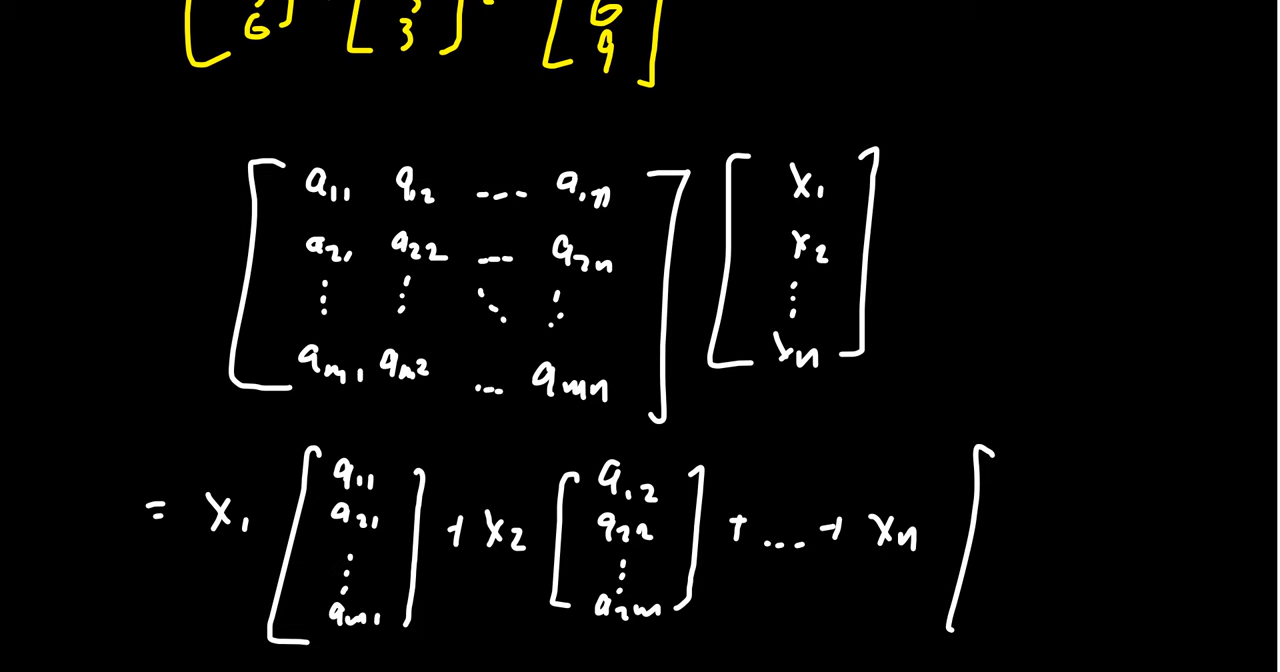 6 3 6
9
a11 a12 ---- a1n x1
a21 a22 --- a2n x2
⋮ ⋮ ⋱ ⋮ ⋮
am1 am2 ... amn xn
= x1 [a11 a21 ⋮ am1] + x2 [a12 a22 ⋮ a2m] + .... + xn [